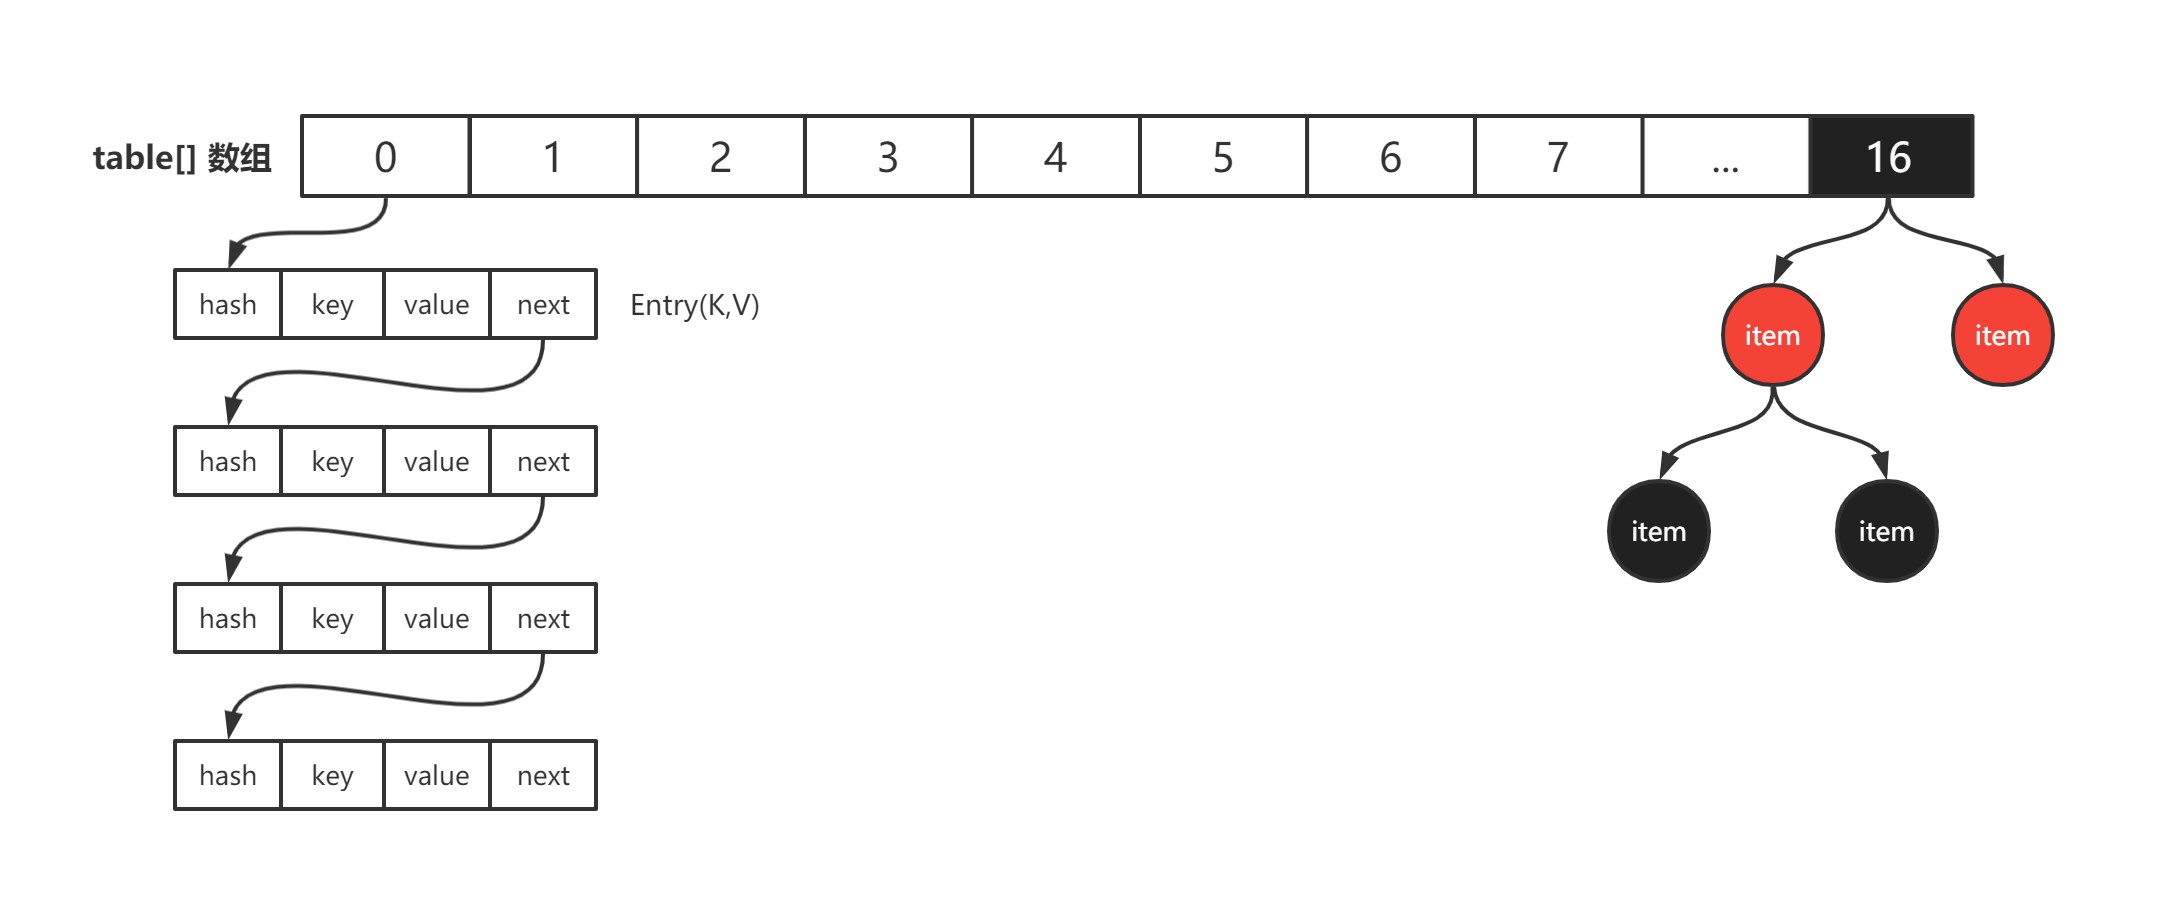 table[] 数组 0 1 2 3 4 5 6 7 ... 16
hash key value next Entry(K,V) item item
hash key value next item item
hash key value next
hash key value next